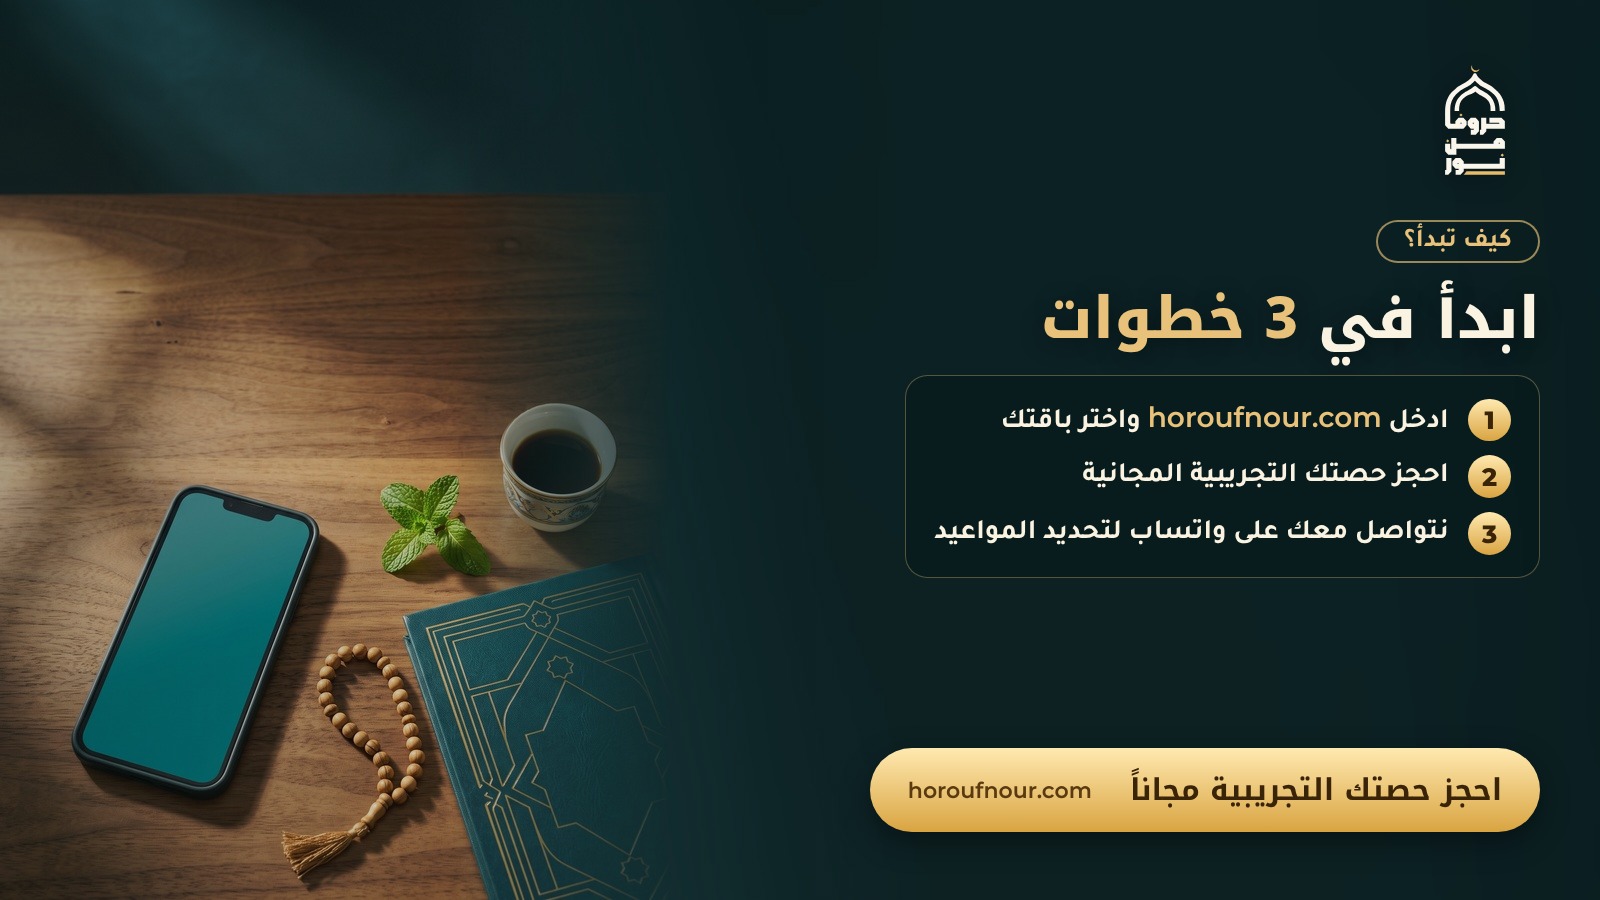 حروف
من
نور
كيف تبدأ؟
ابدأ في 3 خطوات
1 ادخل horoufnour.com واختر باقتك
2 احجز حصتك التجريبية المجانية
3 نتواصل معك على واتساب لتحديد المواعيد
احجز حصتك التجريبية مجاناً horoufnour.com